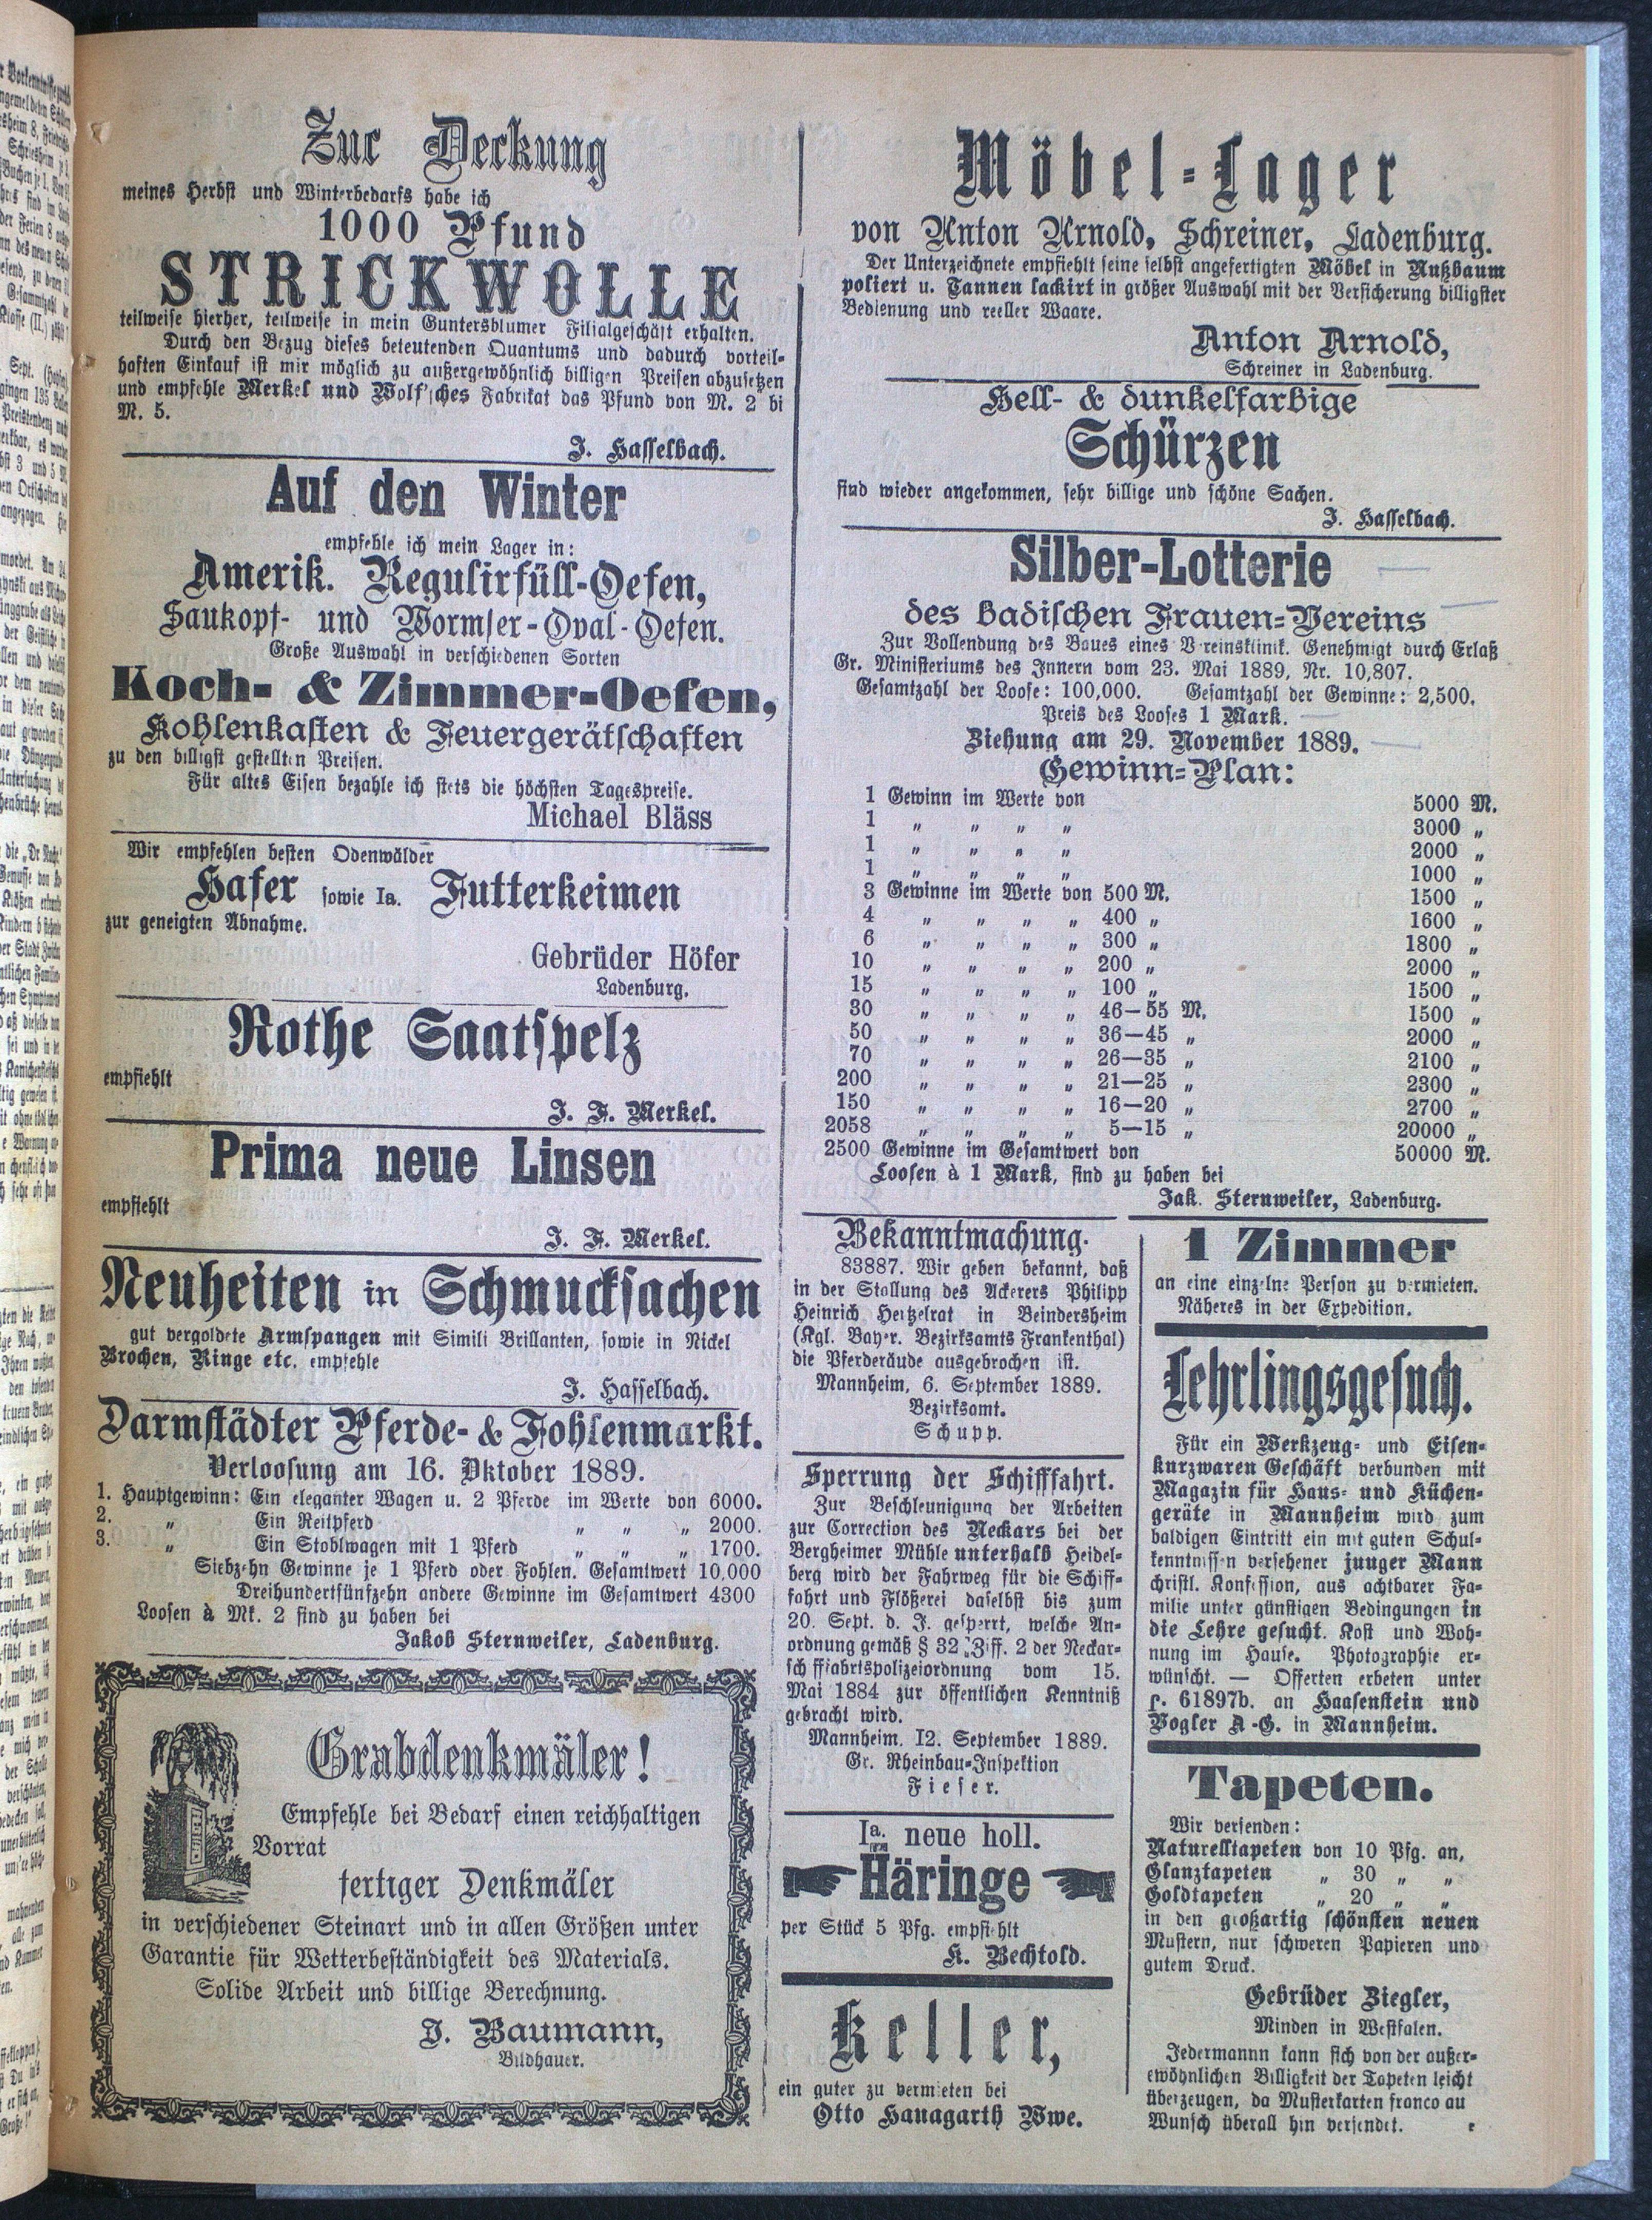 Zur Deckung
meines Herbst und Winterbedarfs habe ich
1000 Pfund
STRICKWOLLE
teilweise hierher, teilweise in mein Guntersblumer Filialgeschäft erhalten.
Durch den Bezug dieses beteutenden Quantums und dadurch vorteil-
haften Einkauf ist mir möglich zu außergewöhnlich billigen Preisen abzusetzen
und empfehle Merkel und Wolf'sches Fabrikat das Pfund von M. 2 bi
M. 5.
J. Hasselbach.
Auf den Winter
empfehle ich mein Lager in:
Amerik. Regulirfüll-Oefen,
Saukopf- und Wormser-Oval-Oefen.
Große Auswahl in verschiedenen Sorten
Koch- & Zimmer-Oefen,
Kohlenkasten & Feuergerätschaften
zu den billigst gestellten Preisen.
Für altes Eisen bezahle ich stets die höchsten Tagespreise.
Michael Bläss
Wir empfehlen besten Odenwälder
Hafer sowie Ia. Futterkeimen
zur geneigten Abnahme.
Gebrüder Höfer
Ladenburg.
Rothe Saatspelz
empfiehlt
J. F. Merkel.
Prima neue Linsen
empfiehlt
J. F. Merkel.
Neuheiten in Schmucksachen
gut vergoldete Armspangen mit Simili Brillanten, sowie in Nickel
Brochen, Ringe etc. empfehle
J. Hasselbach.
Darmstädter Pferde- & Fohlenmarkt.
Verloosung am 16. Oktober 1889.
1. Hauptgewinn: Ein eleganter Wagen u. 2 Pferde im Werte von 6000.
2. " Ein Reitpferd " " " 2000.
3. " Ein Stohlwagen mit 1 Pferd " " " 1700.
Siebzehn Gewinne je 1 Pferd oder Fohlen. Gesamtwert 10,000
Dreihundertfünfzehn andere Gewinne im Gesamtwert 4300
Loosen à Mk. 2 sind zu haben bei
Jakob Sternweiler, Ladenburg.
Grabdenkmäler!
Empfehle bei Bedarf einen reichhaltigen
Vorrat
fertiger Denkmäler
in verschiedener Steinart und in allen Größen unter
Garantie für Wetterbeständigkeit des Materials.
Solide Arbeit und billige Berechnung.
J. Baumann,
Bildhauer.
Möbel-Lager
von Anton Arnold, Schreiner, Ladenburg.
Der Unterzeichnete empfiehlt seine selbst angefertigten Möbel in Nußbaum
poliert u. Tannen lackirt in größer Auswahl mit der Versicherung billigster
Bedienung und reeller Waare.
Anton Arnold,
Schreiner in Ladenburg.
Hell- & dunkelfarbige
Schürzen
sind wieder angekommen, sehr billige und schöne Sachen.
J. Hasselbach.
Silber-Lotterie
des badischen Frauen-Vereins
Zur Vollendung des Baues eines Vereinsklinik. Genehmigt durch Erlaß
Gr. Ministeriums des Innern vom 23. Mai 1889, Nr. 10,807.
Gesamtzahl der Loose: 100,000. Gesamtzahl der Gewinne: 2,500.
Preis des Looses 1 Mark.
Ziehung am 29. November 1889.
Gewinn-Plan:
1 Gewinn im Werte von 5000 M.
1 " " " " 3000 "
1 " " " " 2000 "
1 " " " " 1000 "
3 Gewinne im Werte von 500 M. 1500 "
4 " " " " 400 " 1600 "
6 " " " " 300 " 1800 "
10 " " " " 200 " 2000 "
15 " " " " 100 " 1500 "
30 " " " " 46—55 M. 1500 "
50 " " " " 36—45 " 2000 "
70 " " " " 26—35 " 2100 "
200 " " " " 21—25 " 2300 "
150 " " " " 16—20 " 2700 "
2058 " " " " 5—15 " 20000 "
2500 Gewinne im Gesamtwert von 50000 M.
Loosen à 1 Mark, sind zu haben bei
Jak. Sternweiler, Ladenburg.
Bekanntmachung.
83887. Wir geben bekannt, daß
in der Stallung des Ackerers Philipp
Heinrich Hertzelrat in Beindersheim
(Kgl. Bayer. Bezirksamts Frankenthal)
die Pferderäude ausgebrochen ist.
Mannheim, 6. September 1889.
Bezirksamt.
Schupp.
Sperrung der Schifffahrt.
Zur Beschleunigung der Arbeiten
zur Correction des Neckars bei der
Bergheimer Mühle unterhalb Heidel-
berg wird der Fahrweg für die Schiff-
fahrt und Flößerei daselbst bis zum
20. Sept. d. J. gesperrt, welche An-
ordnung gemäß § 32 Ziff. 2 der Neckar-
schifffahrtspolizeiordnung vom 15.
Mai 1884 zur öffentlichen Kenntniß
gebracht wird.
Mannheim. 12. September 1889.
Gr. Rheinbau-Inspektion
Fieser.
Ia. neue holl.
Häringe
per Stück 5 Pfg. empfiehlt
K. Bechtold.
Keller,
ein guter zu vermieten bei
Otto Hanagarth Wwe.
1 Zimmer
an eine einzelne Person zu vermieten.
Näheres in der Expedition.
Lehrlingsgesuch.
Für ein Werkzeug- und Eisen-
kurzwaren Geschäft verbunden mit
Magazin für Haus- und Küchen-
geräte in Mannheim wird zum
baldigen Eintritt ein mit guten Schul-
kenntnissen versehener junger Mann
christl. Konfession, aus achtbarer Fa-
milie unter günstigen Bedingungen in
die Lehre gesucht. Kost und Woh-
nung im Hause. Photographie er-
wünscht. — Offerten erbeten unter
61897b. an Haasenstein und
Vogler A.-G. in Mannheim.
Tapeten.
Wir versenden:
Naturelltapeten von 10 Pfg. an,
Glanztapeten " 30 " "
Goldtapeten " 20 " "
in den großartig schönsten neuen
Mustern, nur schweren Papieren und
gutem Druck.
Gebrüder Ziegler,
Minden in Westfalen.
Jedermannn kann sich von der außer-
ewöhnlichen Billigkeit der Tapeten leicht
überzeugen, da Musterkarten franco au
Wunsch überall hin versendet.